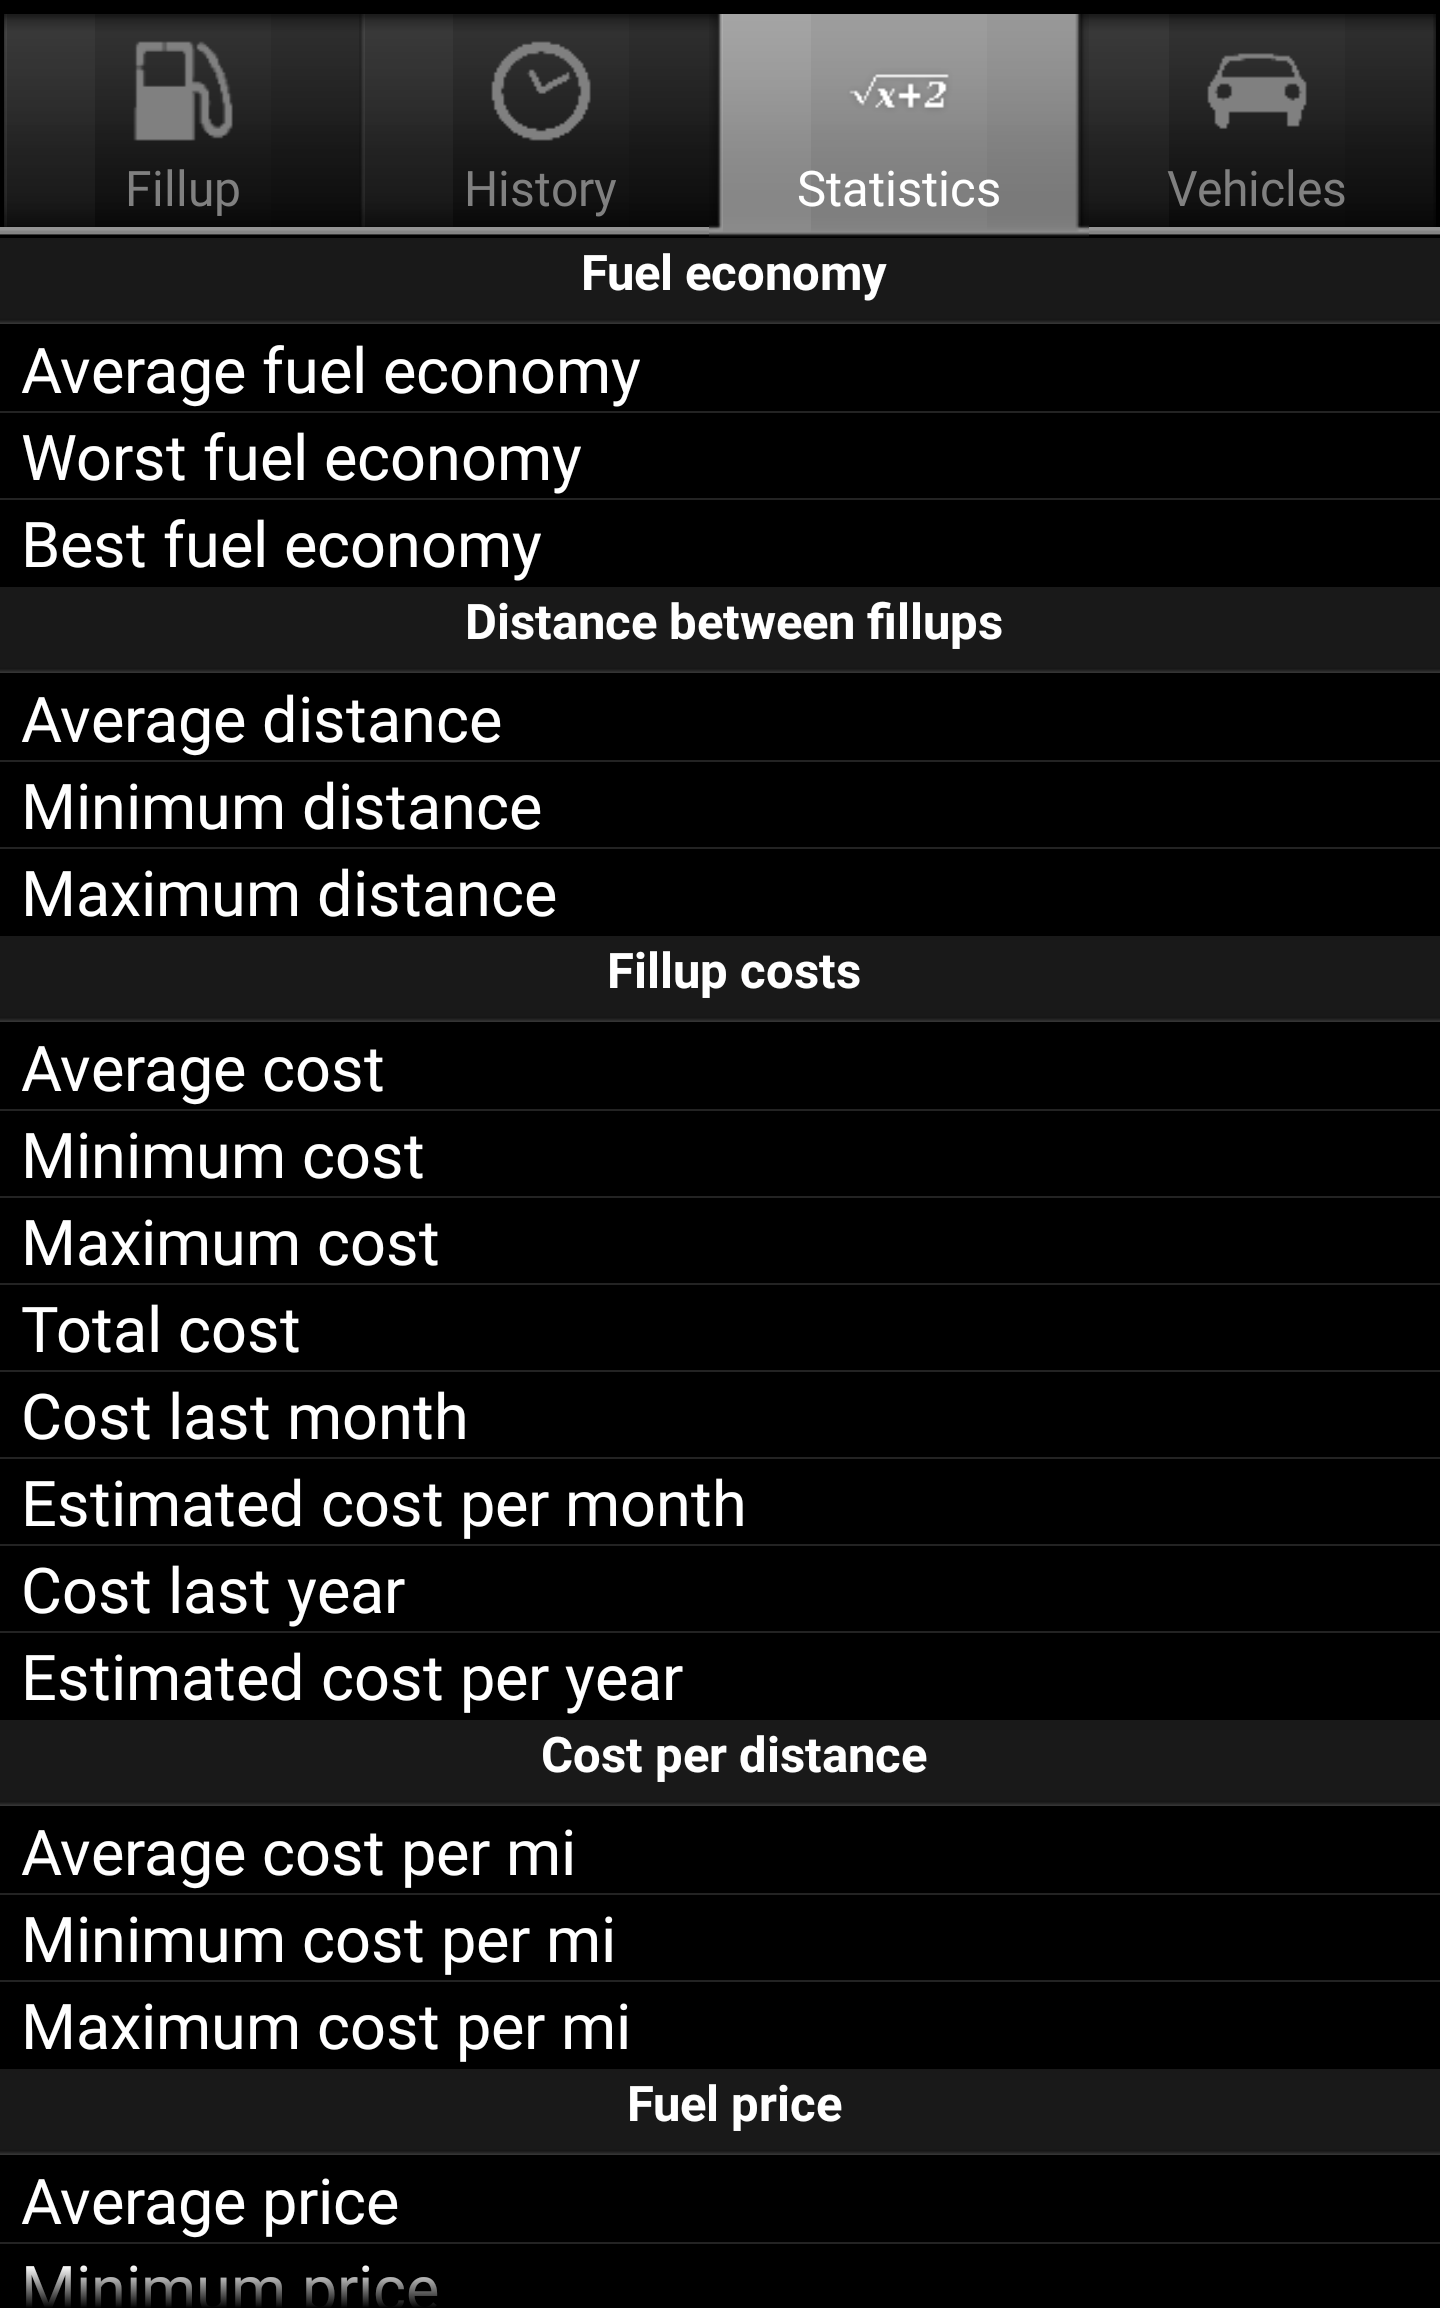 Fillup
History
√x+2
Statistics
Vehicles
Fuel economy
Average fuel economy
Worst fuel economy
Best fuel economy
Distance between fillups
Average distance
Minimum distance
Maximum distance
Fillup costs
Average cost
Minimum cost
Maximum cost
Total cost
Cost last month
Estimated cost per month
Cost last year
Estimated cost per year
Cost per distance
Average cost per mi
Minimum cost per mi
Maximum cost per mi
Fuel price
Average price
Minimum price